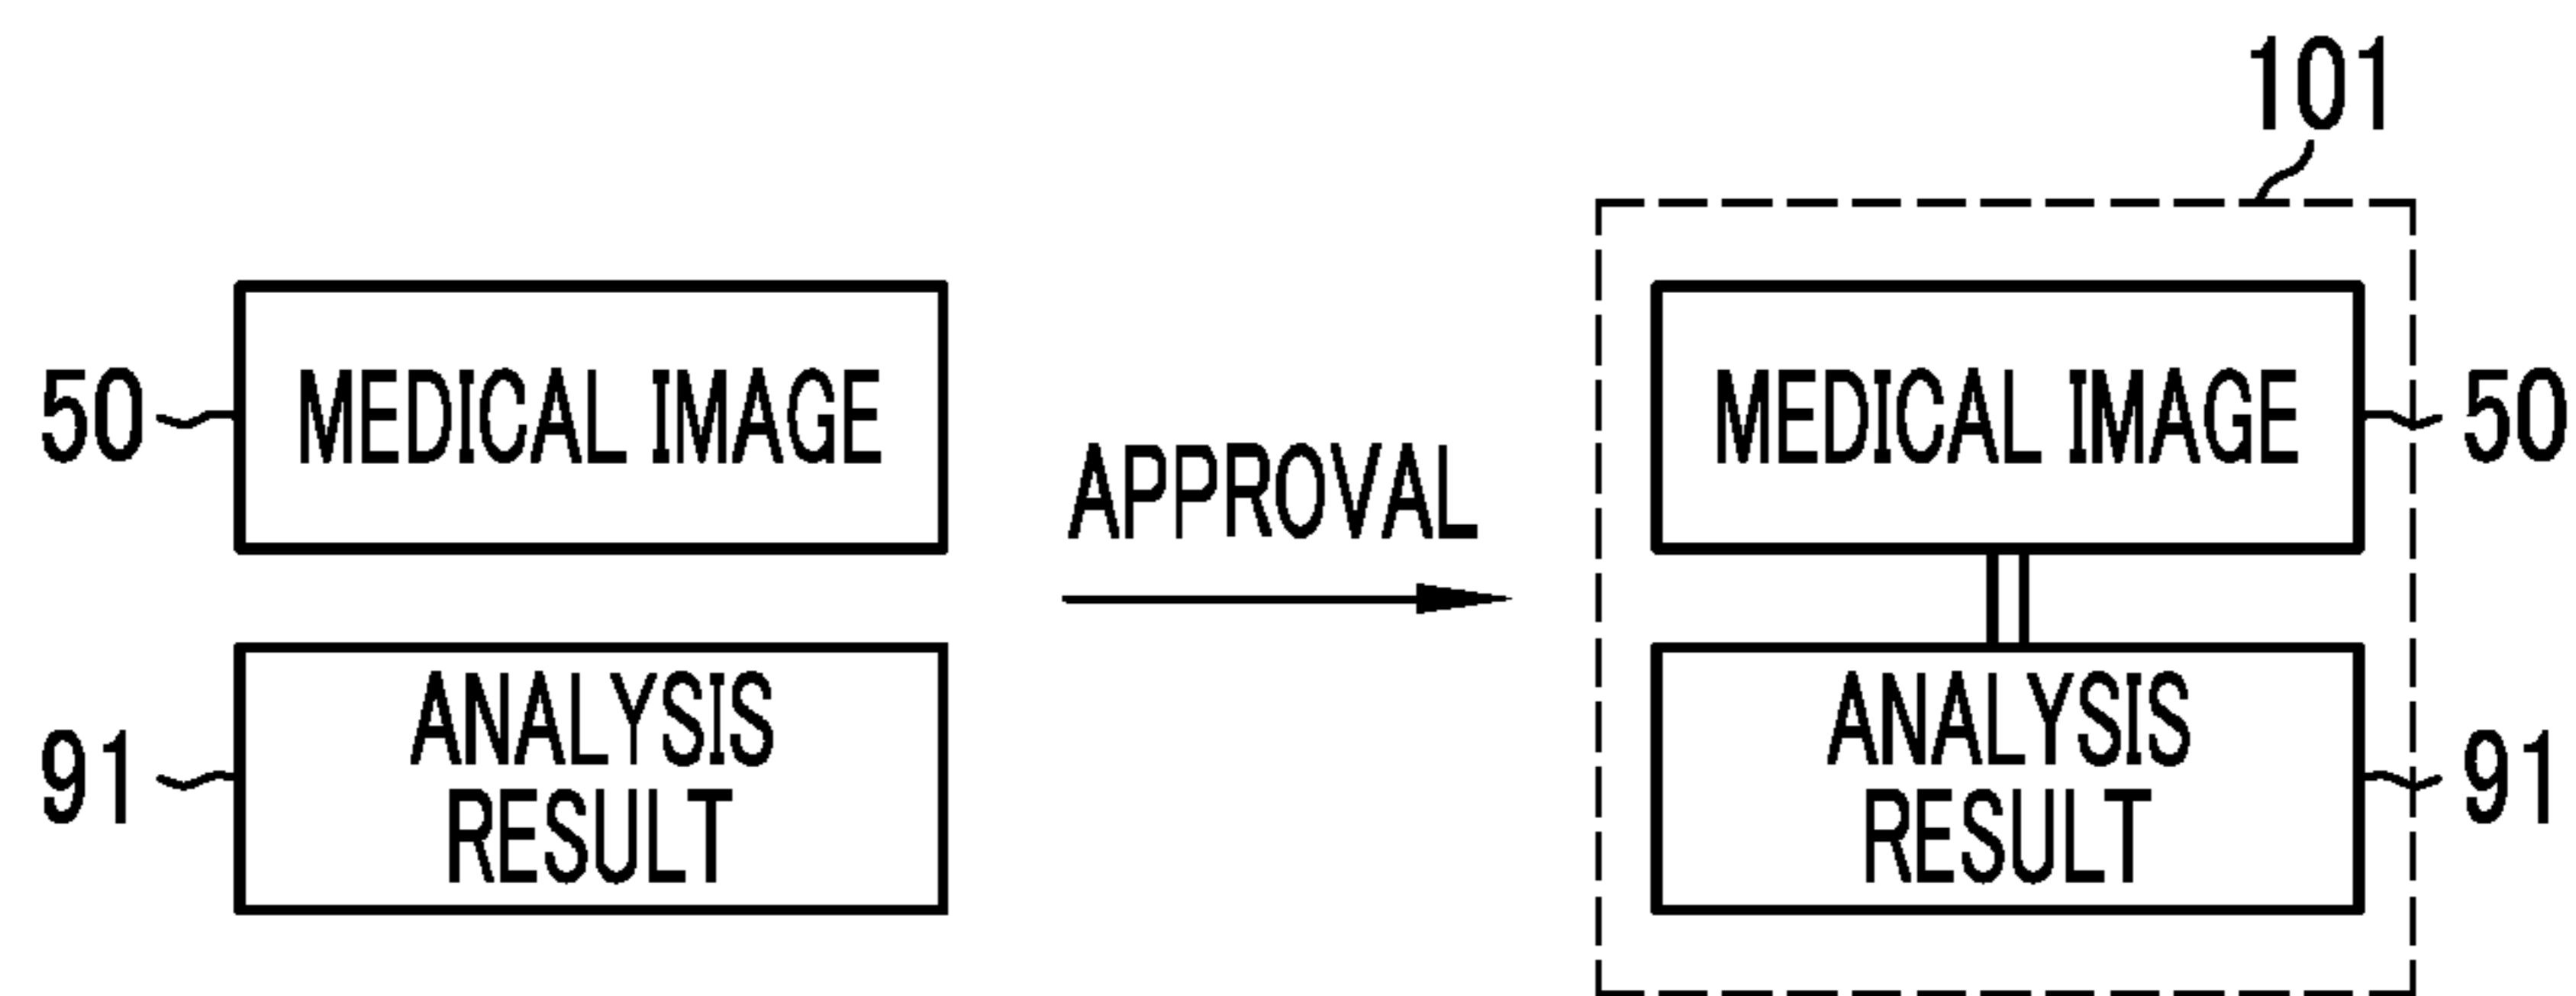 101
50
MEDICAL IMAGE
91
ANALYSIS
RESULT
APPROVAL
MEDICAL IMAGE
50
ANALYSIS
RESULT
91